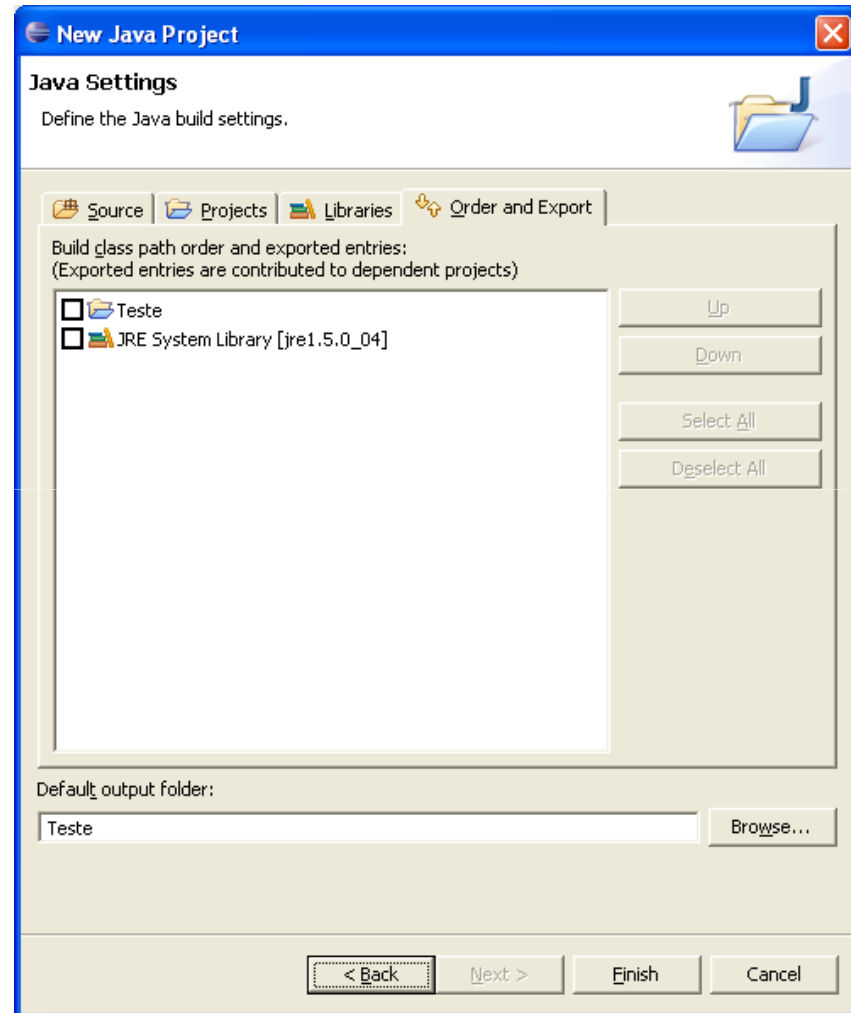 New Java Project
Java Settings
Define the Java build settings.
Source Projects Libraries Order and Export
Build class path order and exported entries:
(Exported entries are contributed to dependent projects)
Teste
JRE System Library [jre1.5.0_04]
Up
Down
Select All
Deselect All
Default output folder:
Teste Browse...
< Back Next > Finish Cancel